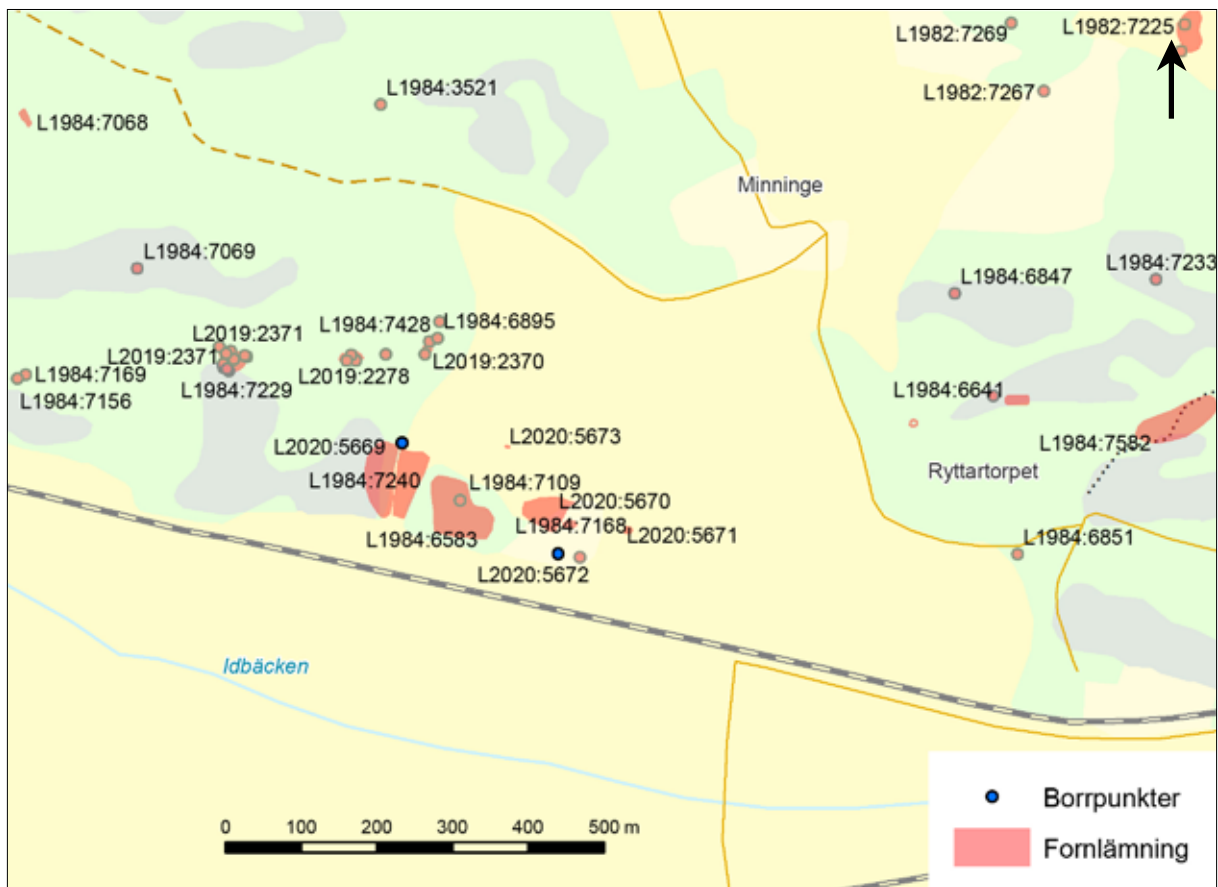 L1982:7269
L1982:7225
L1984:3521
L1982:7267
L1984:7068
Minninge
L1984:7069
L1984:7233
L1984:6847
L2019:2371
L1984:7428
L1984:6895
L2019:2371
L2019:2370
L1984:7169
L2019:2278
L1984:7229
L1984:7156
L1984:6641
L2020:5669
L2020:5673
L1984:7582
L1984:7240
L1984:7109
Ryttartorpet
L2020:5670
L1984:7168
L2020:5671
L1984:6583
L1984:6851
L2020:5672
Idbäcken
Borrpunkter
0 100 200 300 400 500 m
Fornlämning